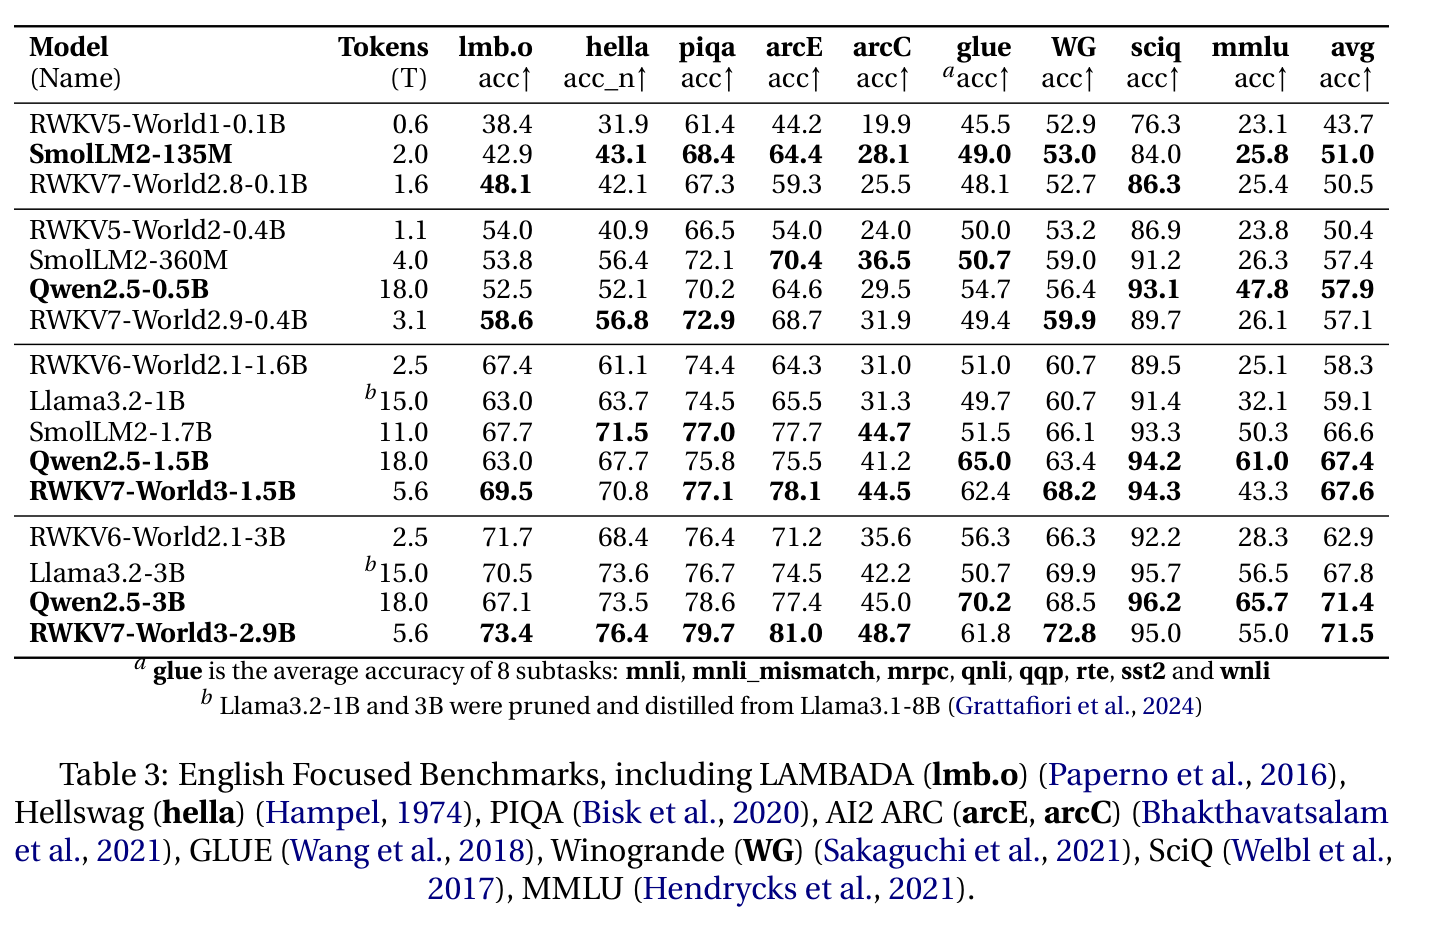 Model Tokens lmb.o hella piqa arcE arcC glue WG sciq mmlu avg
(Name) (T) acc↑ acc_n↑ acc↑ acc↑ acc↑ ᵃacc↑ acc↑ acc↑ acc↑ acc↑
RWKV5-World1-0.1B 0.6 38.4 31.9 61.4 44.2 19.9 45.5 52.9 76.3 23.1 43.7
SmolLM2-135M 2.0 42.9 43.1 68.4 64.4 28.1 49.0 53.0 84.0 25.8 51.0
RWKV7-World2.8-0.1B 1.6 48.1 42.1 67.3 59.3 25.5 48.1 52.7 86.3 25.4 50.5
RWKV5-World2-0.4B 1.1 54.0 40.9 66.5 54.0 24.0 50.0 53.2 86.9 23.8 50.4
SmolLM2-360M 4.0 53.8 56.4 72.1 70.4 36.5 50.7 59.0 91.2 26.3 57.4
Qwen2.5-0.5B 18.0 52.5 52.1 70.2 64.6 29.5 54.7 56.4 93.1 47.8 57.9
RWKV7-World2.9-0.4B 3.1 58.6 56.8 72.9 68.7 31.9 49.4 59.9 89.7 26.1 57.1
RWKV6-World2.1-1.6B 2.5 67.4 61.1 74.4 64.3 31.0 51.0 60.7 89.5 25.1 58.3
Llama3.2-1B ᵇ15.0 63.0 63.7 74.5 65.5 31.3 49.7 60.7 91.4 32.1 59.1
SmolLM2-1.7B 11.0 67.7 71.5 77.0 77.7 44.7 51.5 66.1 93.3 50.3 66.6
Qwen2.5-1.5B 18.0 63.0 67.7 75.8 75.5 41.2 65.0 63.4 94.2 61.0 67.4
RWKV7-World3-1.5B 5.6 69.5 70.8 77.1 78.1 44.5 62.4 68.2 94.3 43.3 67.6
RWKV6-World2.1-3B 2.5 71.7 68.4 76.4 71.2 35.6 56.3 66.3 92.2 28.3 62.9
Llama3.2-3B ᵇ15.0 70.5 73.6 76.7 74.5 42.2 50.7 69.9 95.7 56.5 67.8
Qwen2.5-3B 18.0 67.1 73.5 78.6 77.4 45.0 70.2 68.5 96.2 65.7 71.4
RWKV7-World3-2.9B 5.6 73.4 76.4 79.7 81.0 48.7 61.8 72.8 95.0 55.0 71.5
ᵃ glue is the average accuracy of 8 subtasks: mnli, mnli_mismatch, mrpc, qnli, qqp, rte, sst2 and wnli
ᵇ Llama3.2-1B and 3B were pruned and distilled from Llama3.1-8B (Grattafiori et al., 2024)
Table 3: English Focused Benchmarks, including LAMBADA (lmb.o) (Paperno et al., 2016),
Hellswag (hella) (Hampel, 1974), PIQA (Bisk et al., 2020), AI2 ARC (arcE, arcC) (Bhakthavatsalam
et al., 2021), GLUE (Wang et al., 2018), Winogrande (WG) (Sakaguchi et al., 2021), SciQ (Welbl et al.,
2017), MMLU (Hendrycks et al., 2021).